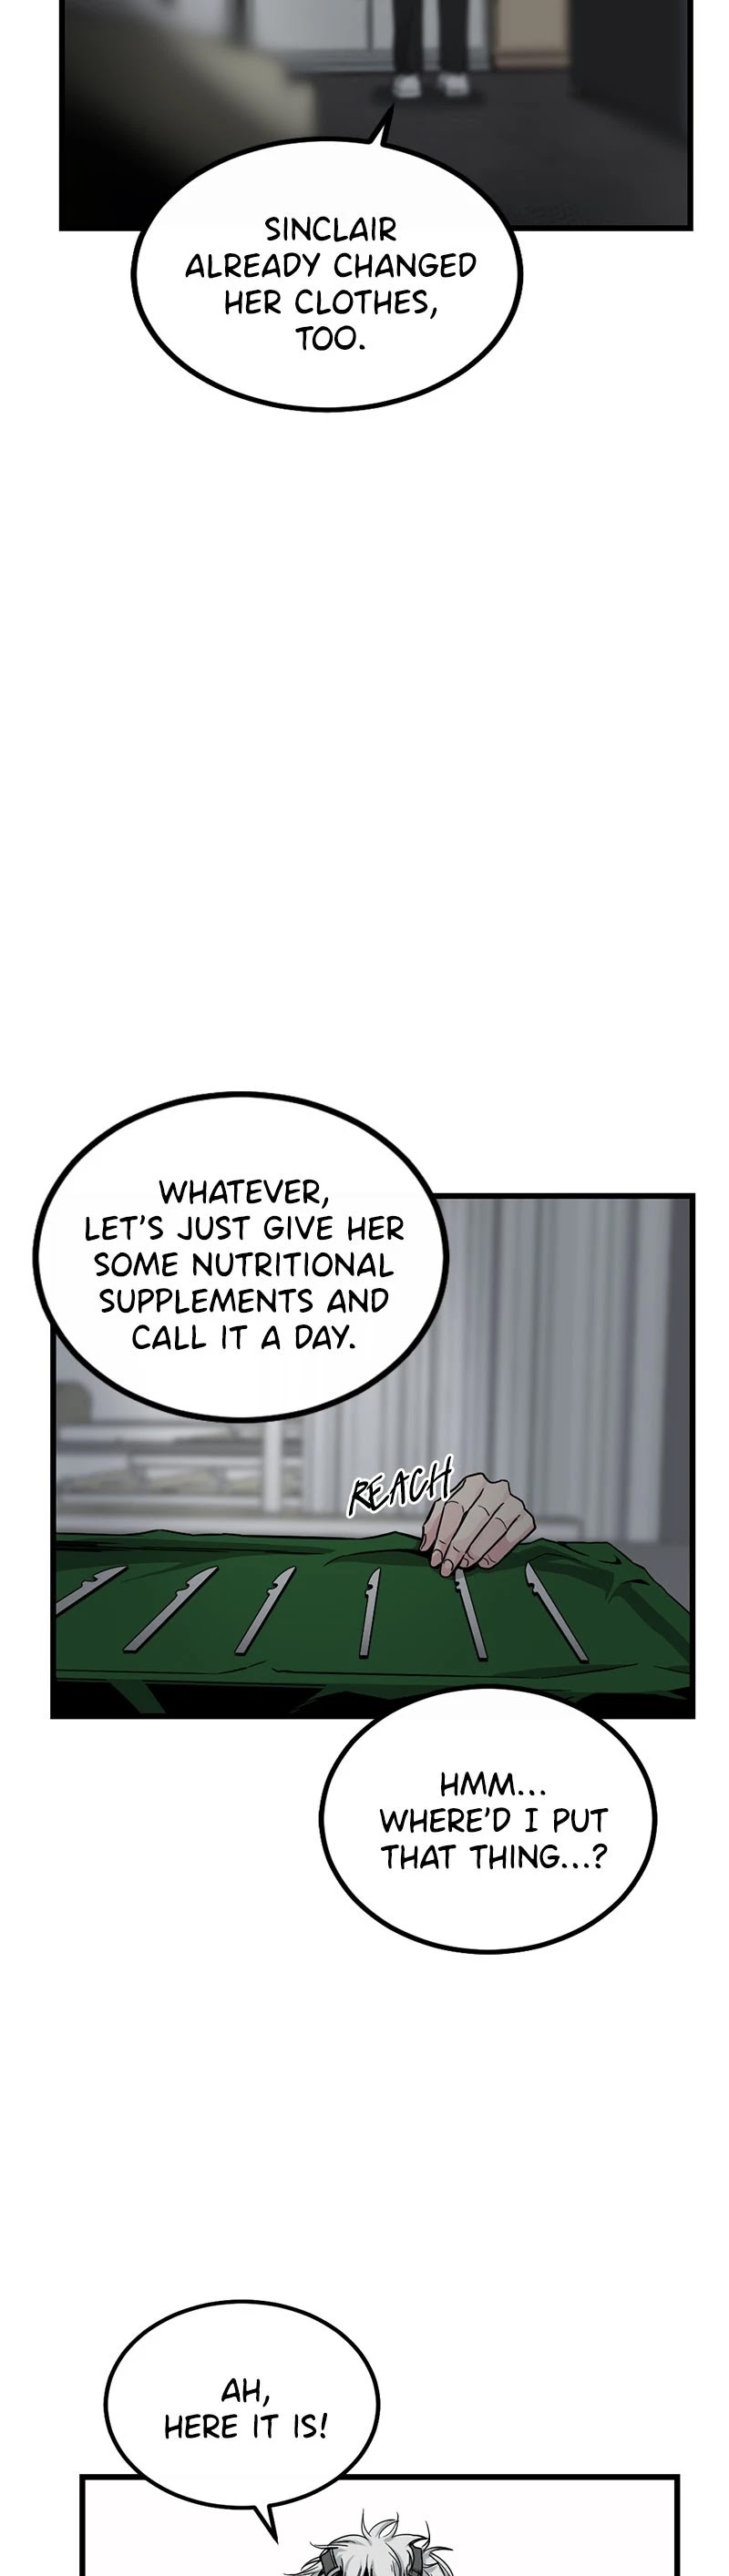 SINCLAIR
ALREADY CHANGED
HER CLOTHES,
TOO.
WHATEVER,
LET'S JUST GIVE HER
SOME NUTRITIONAL
SUPPLEMENTS AND
CALL IT A DAY.
REACH
HMM...
WHERE'D I PUT
THAT THING...?
AH,
HERE IT IS!